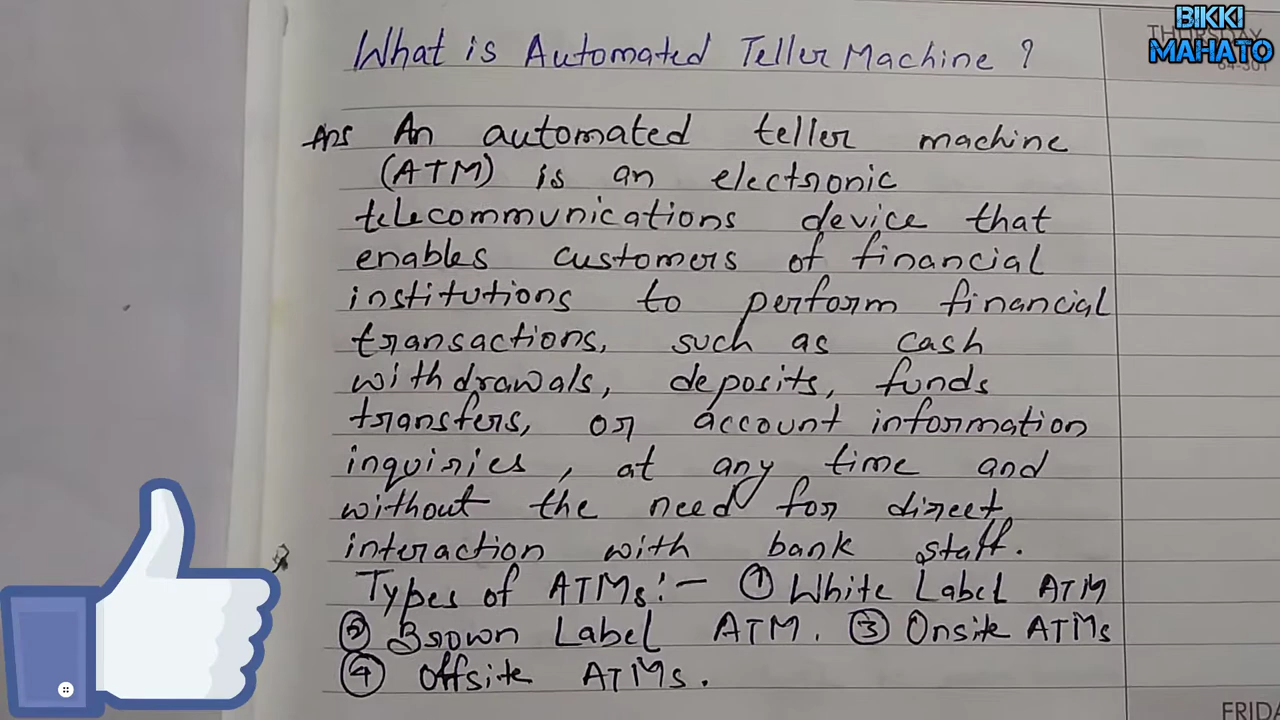 BIKKI
MAHATO
THURSDAY
64-301
What is Automated Teller Machine ?
Ans An automated teller machine
(ATM) is an electronic
telecommunications device that
enables customers of financial
institutions to perform financial
transactions, such as cash
withdrawals, deposits, funds
transfers, or account information
inquiries, at any time and
without the need for direct
interaction with bank staff.
Types of ATMs:- ① White Label ATM
② Brown Label ATM. ③ Onsite ATMs
④ Offsite ATMs.
FRIDA